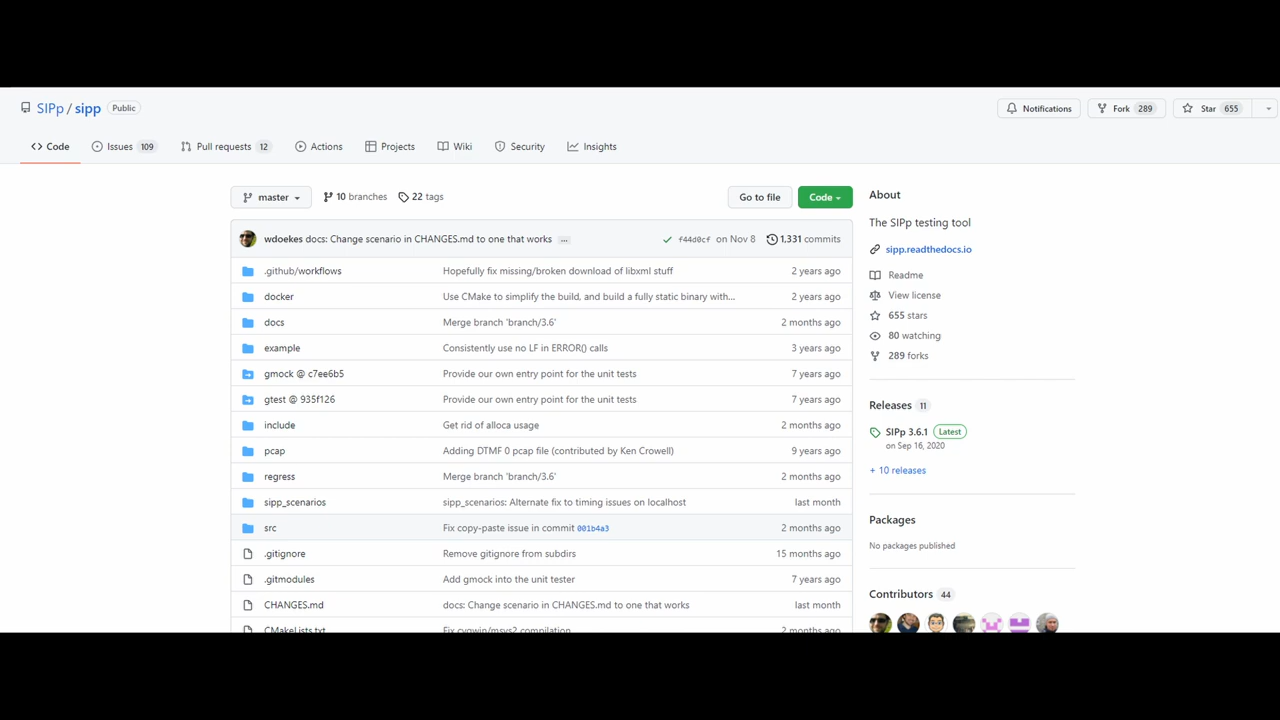 SIPp / sipp Public
Notifications Fork 289 Star 655
Code Issues 109 Pull requests 12 Actions Projects Wiki Security Insights
master 10 branches 22 tags Go to file Code
wdoekes docs: Change scenario in CHANGES.md to one that works ... f44d0cf on Nov 8 1,331 commits
.github/workflows Hopefully fix missing/broken download of libxml stuff 2 years ago
docker Use CMake to simplify the build, and build a fully static binary with... 2 years ago
docs Merge branch 'branch/3.6' 2 months ago
example Consistently use no LF in ERROR() calls 3 years ago
gmock @ c7ee6b5 Provide our own entry point for the unit tests 7 years ago
gtest @ 935f126 Provide our own entry point for the unit tests 7 years ago
include Get rid of alloca usage 2 months ago
pcap Adding DTMF 0 pcap file (contributed by Ken Crowell) 9 years ago
regress Merge branch 'branch/3.6' 2 months ago
sipp_scenarios sipp_scenarios: Alternate fix to timing issues on localhost last month
src Fix copy-paste issue in commit 001b4a3 2 months ago
.gitignore Remove gitignore from subdirs 15 months ago
.gitmodules Add gmock into the unit tester 7 years ago
CHANGES.md docs: Change scenario in CHANGES.md to one that works last month
CMakeLists.txt Fix cygwin/msys2 compilation 2 months ago
About
The SIPp testing tool
sipp.readthedocs.io
Readme
View license
655 stars
80 watching
289 forks
Releases 11
SIPp 3.6.1 Latest
on Sep 16, 2020
+ 10 releases
Packages
No packages published
Contributors 44